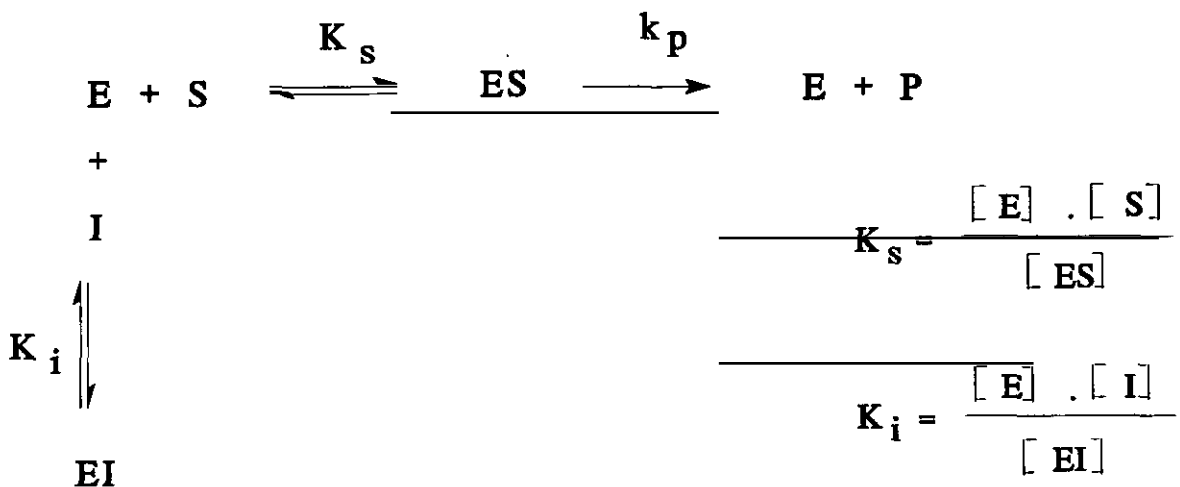 K s k p
E + S ES E + P
+
I
K s = [ E] . [ S] / [ ES]
K i
K i = [ E] . [ I] / [ EI]
EI